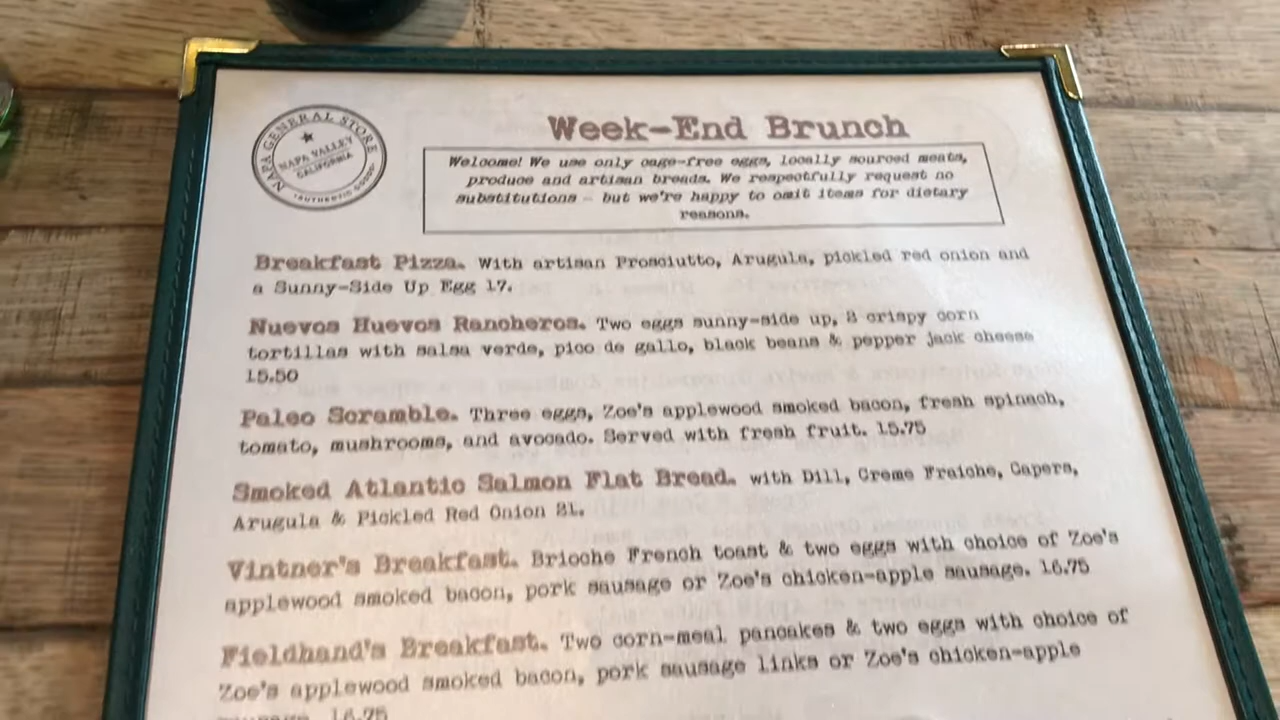 NAPA GENERAL STORE
NAPA VALLEY
CALIFORNIA
AUTHENTIC GOODS
Week-End Brunch
Welcome! We use only cage-free eggs, locally sourced meats,
produce and artisan breads. We respectfully request no
substitutions - but we're happy to omit items for dietary
reasons.
Breakfast Pizza. With artisan Prosciutto, Arugula, pickled red onion and
a Sunny-Side Up Egg 17.
Nuevos Huevos Rancheros. Two eggs sunny-side up, 2 crispy corn
tortillas with salsa verde, pico de gallo, black beans & pepper jack cheese
15.50
Paleo Scramble. Three eggs, Zoe's applewood smoked bacon, fresh spinach,
tomato, mushrooms, and avocado. Served with fresh fruit. 15.75
Smoked Atlantic Salmon Flat Bread. with Dill, Creme Fraiche, Capers,
Arugula & Pickled Red Onion 21.
Vintner's Breakfast. Brioche French toast & two eggs with choice of Zoe's
applewood smoked bacon, pork sausage or Zoe's chicken-apple sausage. 16.75
Fieldhand's Breakfast. Two corn-meal pancakes & two eggs with choice of
Zoe's applewood smoked bacon, pork sausage links or Zoe's chicken-apple
sausage. 16.75